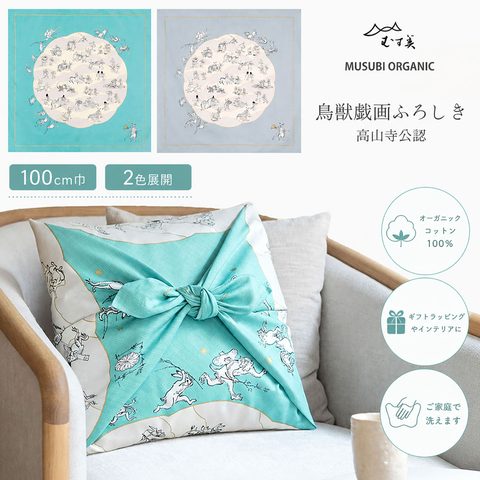 むす美
MUSUBI ORGANIC
鳥獣戯画ふろしき
高山寺公認
100cm巾
2色展開
オーガニック
コットン
100%
ギフトラッピング
やインテリアに
ご家庭で
洗えます